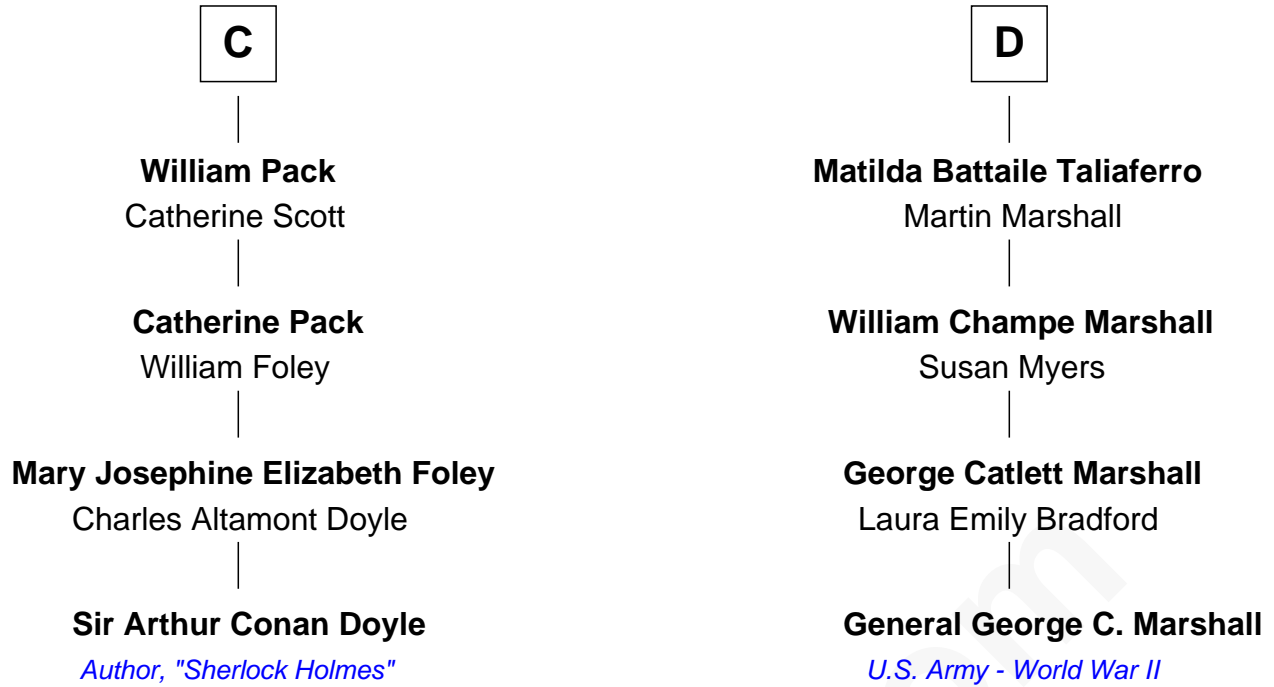 C
William Pack
Catherine Scott
Catherine Pack
William Foley
Mary Josephine Elizabeth Foley
Charles Altamont Doyle
Sir Arthur Conan Doyle
Author, "Sherlock Holmes"
D
Matilda Battaile Taliaferro
Martin Marshall
William Champe Marshall
Susan Myers
George Catlett Marshall
Laura Emily Bradford
General George C. Marshall
U.S. Army - World War II